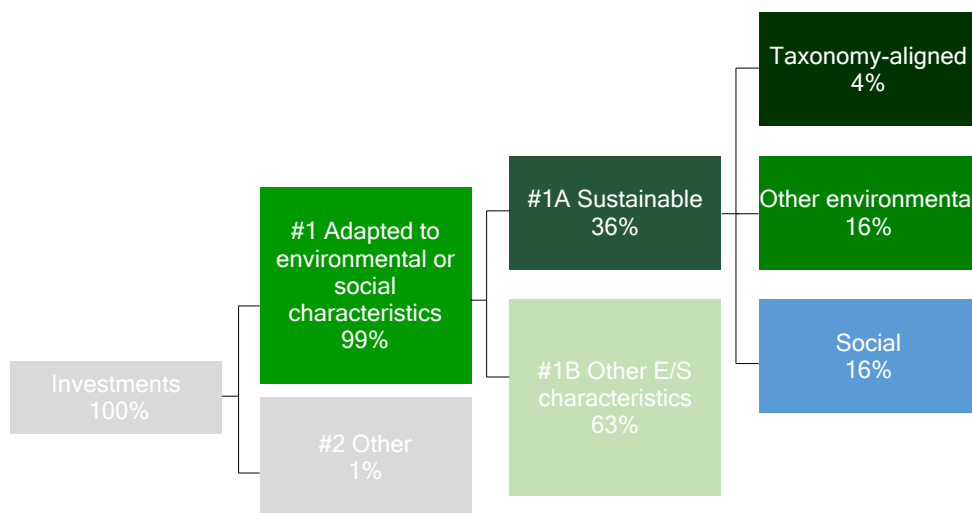 Investments
100%
#1 Adapted to
environmental or
social
characteristics
99%
#2 Other
1%
#1A Sustainable
36%
#1B Other E/S
characteristics
63%
Taxonomy-aligned
4%
Other environmenta
16%
Social
16%